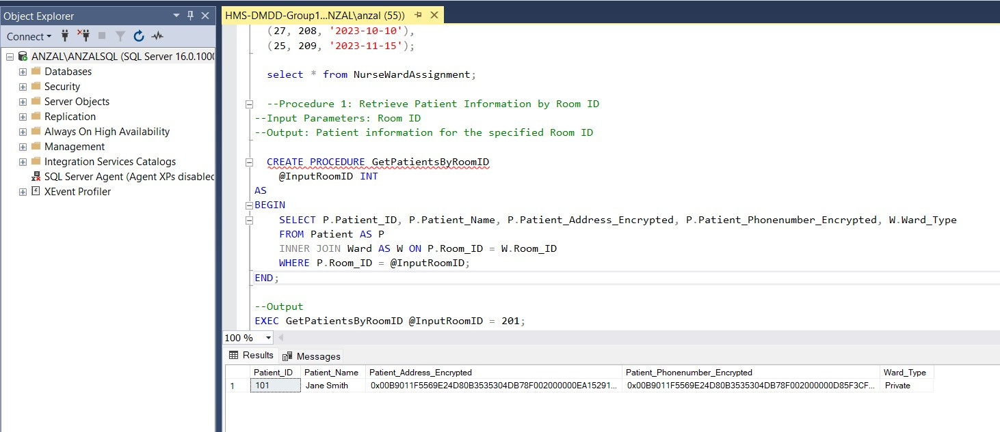 Object Explorer
Connect
ANZAL\ANZALSQL (SQL Server 16.0.1000
Databases
Security
Server Objects
Replication
Always On High Availability
Management
Integration Services Catalogs
SQL Server Agent (Agent XPs disabled
XEvent Profiler
HMS-DMDD-Group1...NZAL\anzal (55))
(27, 208, '2023-10-10'),
(25, 209, '2023-11-15');
select * from NurseWardAssignment;
--Procedure 1: Retrieve Patient Information by Room ID
--Input Parameters: Room ID
--Output: Patient information for the specified Room ID
CREATE PROCEDURE GetPatientsByRoomID
@InputRoomID INT
AS
BEGIN
SELECT P.Patient_ID, P.Patient_Name, P.Patient_Address_Encrypted, P.Patient_Phonenumber_Encrypted, W.Ward_Type
FROM Patient AS P
INNER JOIN Ward AS W ON P.Room_ID = W.Room_ID
WHERE P.Room_ID = @InputRoomID;
END;
--Output
EXEC GetPatientsByRoomID @InputRoomID = 201;
100 %
Results Messages
Patient_ID Patient_Name Patient_Address_Encrypted Patient_Phonenumber_Encrypted Ward_Type
1 101 Jane Smith 0x00B9011F5569E24D80B3535304DB78F002000000EA15291... 0x00B9011F5569E24D80B3535304DB78F002000000D85F3CF... Private